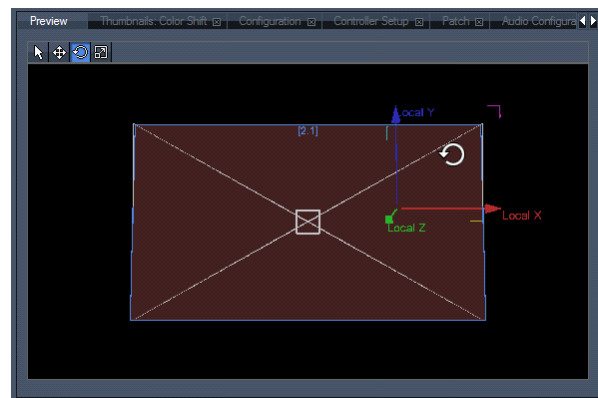 Preview Thumbnails: Color Shift Configuration Controller Setup Patch Audio Configura
Local Y
[2.1]
Local X
Local Z